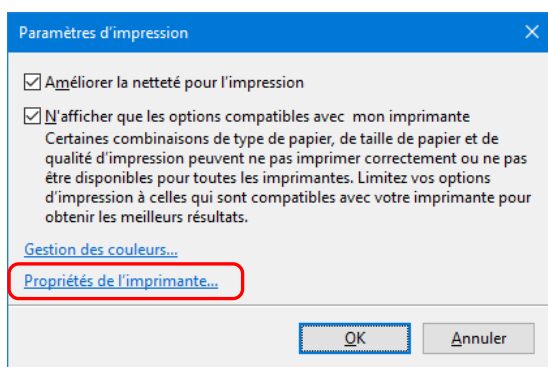 Paramètres d'impression
Améliorer la netteté pour l'impression
N'afficher que les options compatibles avec mon imprimante
Certaines combinaisons de type de papier, de taille de papier et de
qualité d'impression peuvent ne pas imprimer correctement ou ne pas
être disponibles pour toutes les imprimantes. Limitez vos options
d'impression à celles qui sont compatibles avec votre imprimante pour
obtenir les meilleurs résultats.
Gestion des couleurs...
Propriétés de l'imprimante...
OK Annuler